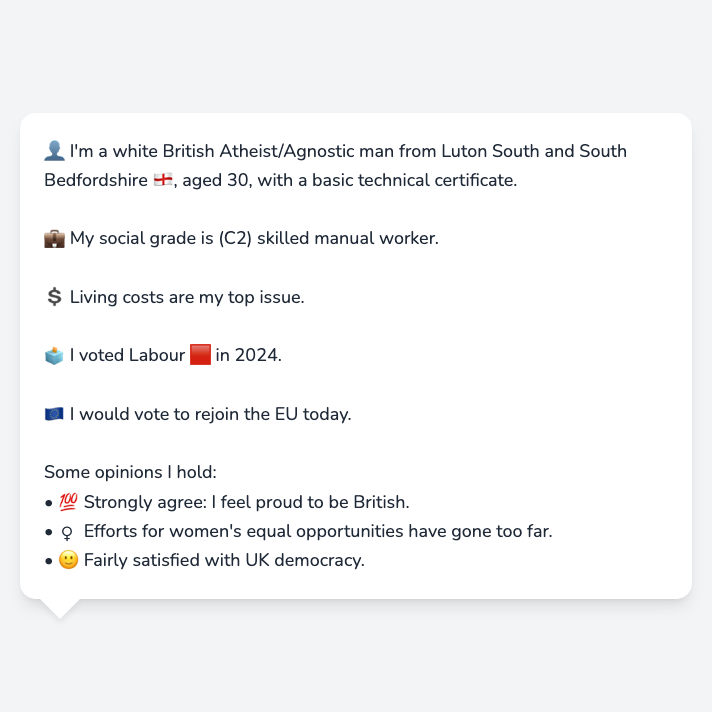 👤 I'm a white British Atheist/Agnostic man from Luton South and South
Bedfordshire 🏴󠁧󠁢󠁥󠁮󠁧󠁿, aged 30, with a basic technical certificate.
💼 My social grade is (C2) skilled manual worker.
💲 Living costs are my top issue.
🗳️ I voted Labour 🟥 in 2024.
🇪🇺 I would vote to rejoin the EU today.
Some opinions I hold:
• 💯 Strongly agree: I feel proud to be British.
• ♀ Efforts for women's equal opportunities have gone too far.
• 🙂 Fairly satisfied with UK democracy.